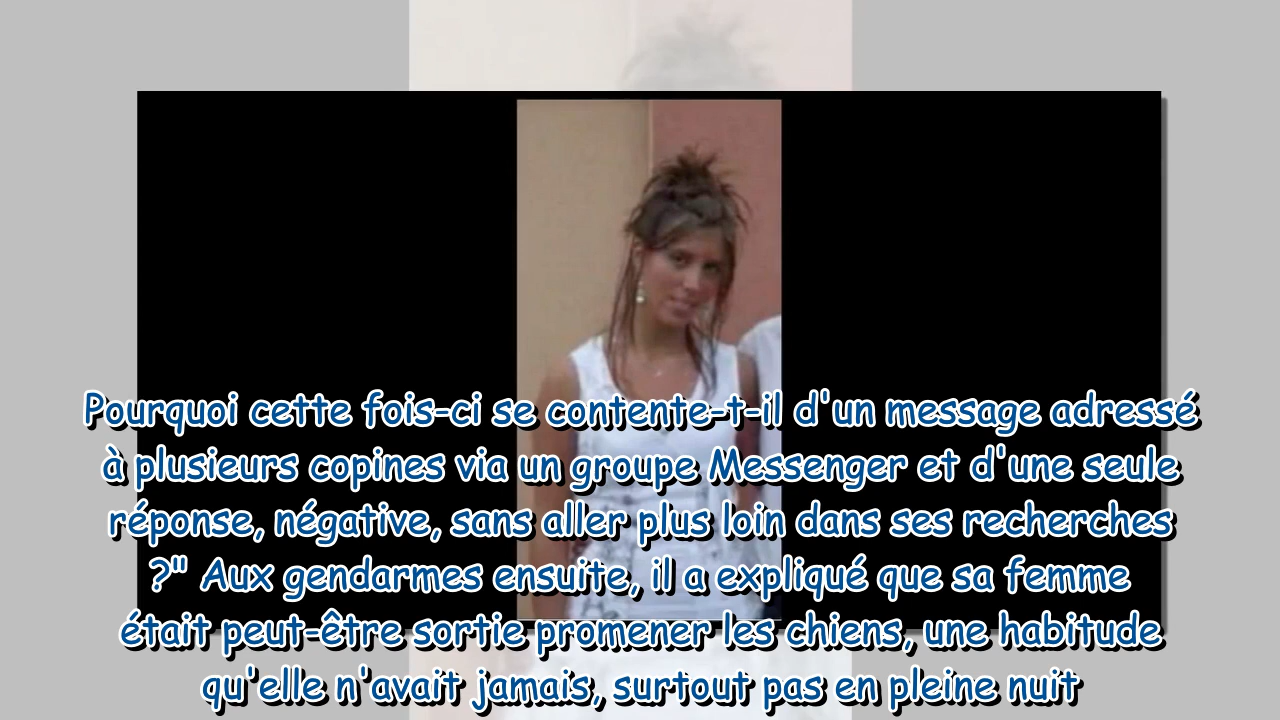 Pourquoi cette fois-ci se contente-t-il d'un message adressé
à plusieurs copines via un groupe Messenger et d'une seule
réponse, négative, sans aller plus loin dans ses recherches
?" Aux gendarmes ensuite, il a expliqué que sa femme
était peut-être sortie promener les chiens, une habitude
qu'elle n'avait jamais, surtout pas en pleine nuit